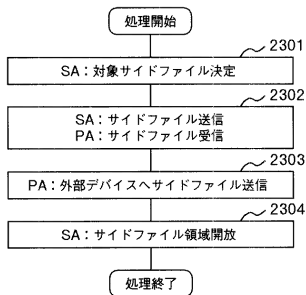 処理開始
2301
SA：対象サイドファイル決定
2302
SA：サイドファイル送信
PA：サイドファイル受信
2303
PA：外部デバイスへサイドファイル送信
2304
SA：サイドファイル領域開放
処理終了